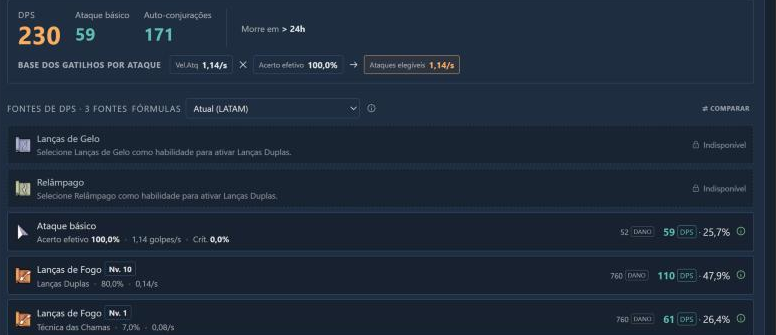 DPS Ataque básico Auto-conjurações
230 59 171 Morre em > 24h
BASE DOS GATILHOS POR ATAQUE Vel.Atq 1,14/s × Acerto efetivo 100,0% → Ataques elegíveis 1,14/s
FONTES DE DPS · 3 FONTES FÓRMULAS Atual (LATAM) ⇄ COMPARAR
Lanças de Gelo
Selecione Lanças de Gelo como habilidade para ativar Lanças Duplas. Indisponível
Relâmpago
Selecione Relâmpago como habilidade para ativar Lanças Duplas. Indisponível
Ataque básico
Acerto efetivo 100,0% · 1,14 golpes/s · Crít. 0,0% 52 DANO 59 DPS · 25,7%
Lanças de Fogo Nv. 10
Lanças Duplas · 80,0% · 0,14/s 760 DANO 110 DPS · 47,9%
Lanças de Fogo Nv. 1
Técnica das Chamas · 7,0% · 0,08/s 760 DANO 61 DPS · 26,4%